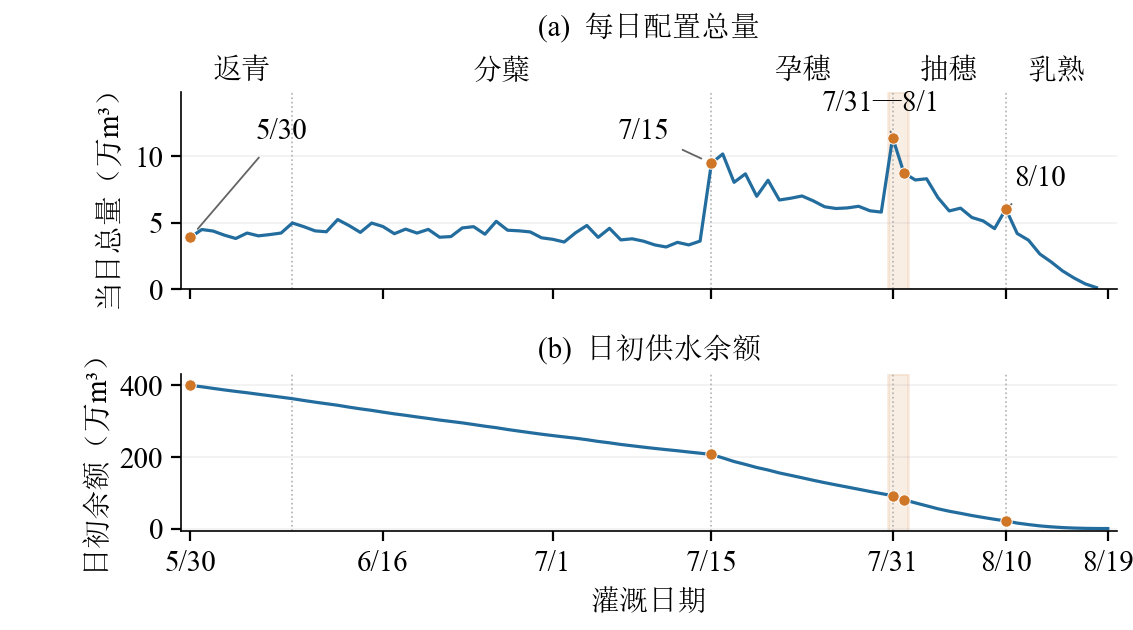 (a) 每日配置总量
返青 分蘖 孕穗 抽穗 乳熟
7/31—8/1
5/30 7/15
8/10
当日总量（万m³）
10
5
0
(b) 日初供水余额
日初余额（万m³）
400
200
0
5/30 6/16 7/1 7/15 7/31 8/10 8/19
灌溉日期